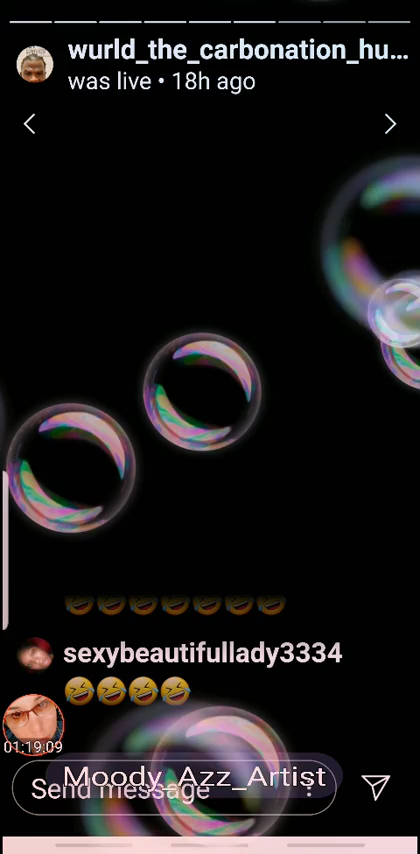 wurld_the_carbonation_hu...
was live • 18h ago
🤣🤣🤣🤣🤣🤣🤣
sexybeautifullady3334
🤣🤣🤣🤣
01:19:09
Moody_Azz_Artist
Send message